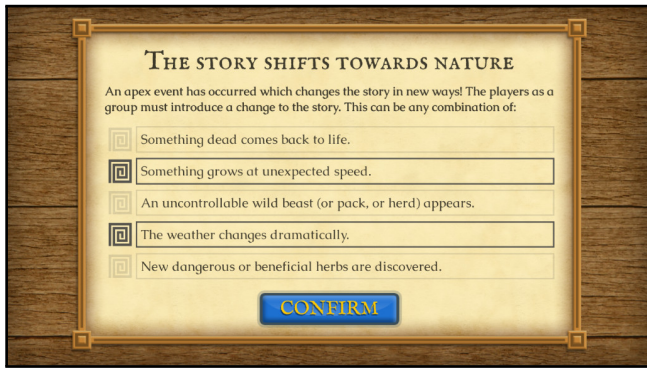 The story shifts towards nature
An apex event has occurred which changes the story in new ways! The players as a
group must introduce a change to the story. This can be any combination of:
Something dead comes back to life.
Something grows at unexpected speed.
An uncontrollable wild beast (or pack, or herd) appears.
The weather changes dramatically.
New dangerous or beneficial herbs are discovered.
CONFIRM